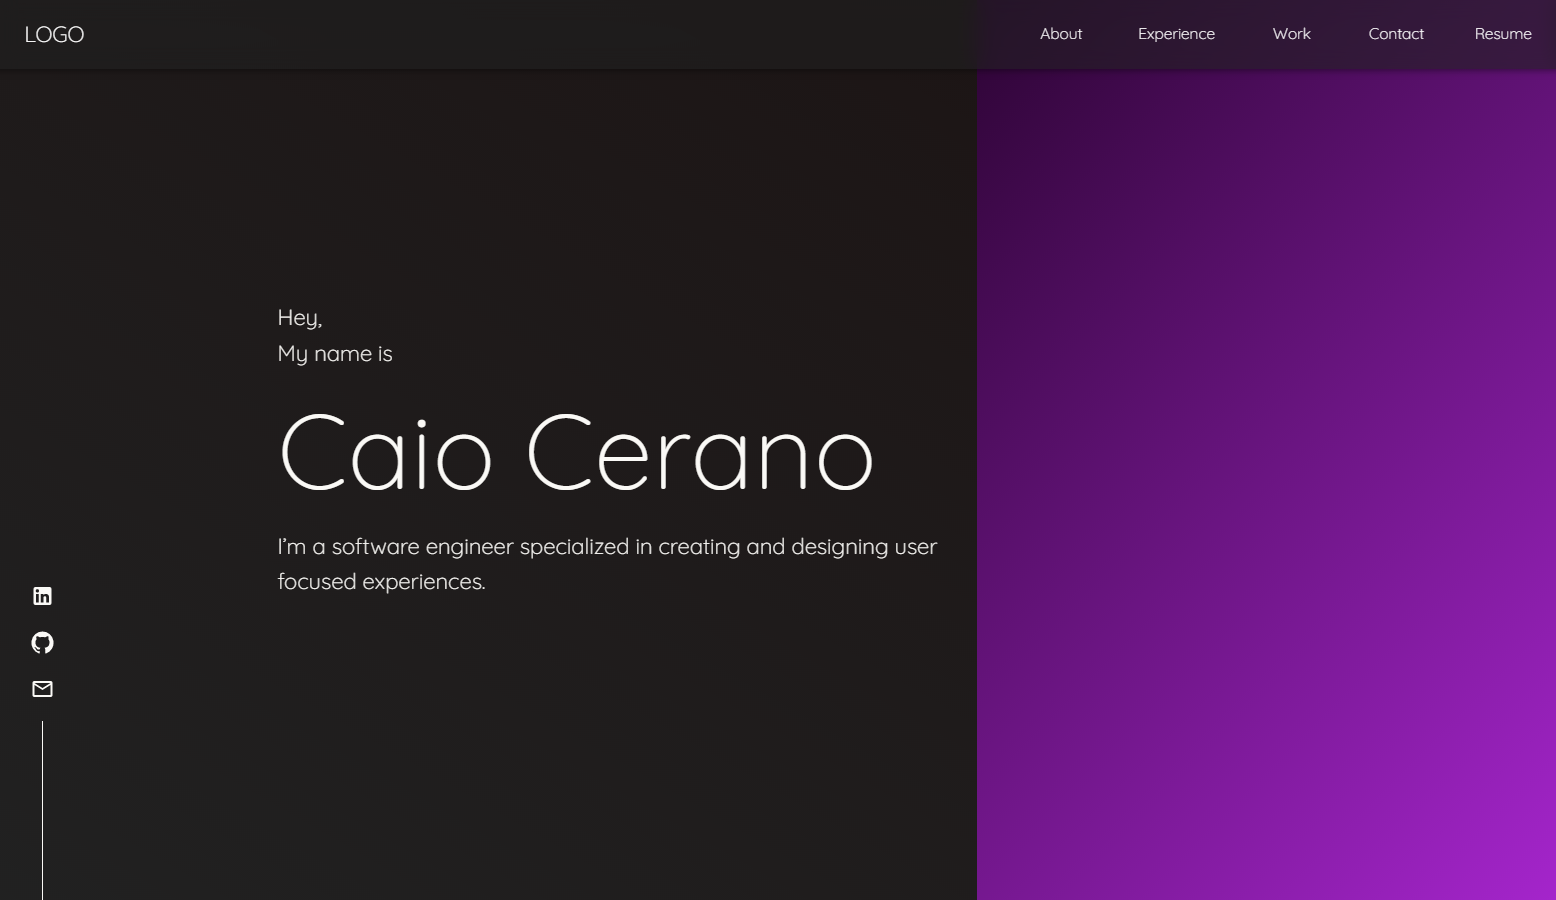 LOGO
About
Experience
Work
Contact
Resume
Hey,
My name is
Caio Cerano
I’m a software engineer specialized in creating and designing user
focused experiences.
in